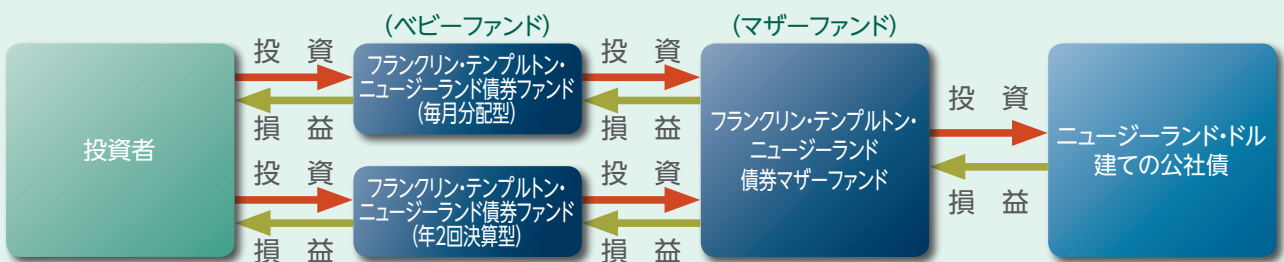 (ベビーファンド)
(マザーファンド)
投資者
投 資
損 益
フランクリン・テンプルトン・
ニュージーランド債券ファンド
(毎月分配型)
投 資
損 益
投 資
損 益
フランクリン・テンプルトン・
ニュージーランド債券ファンド
(年2回決算型)
投 資
損 益
フランクリン・テンプルトン・
ニュージーランド
債券マザーファンド
投 資
損 益
ニュージーランド・ドル
建ての公社債